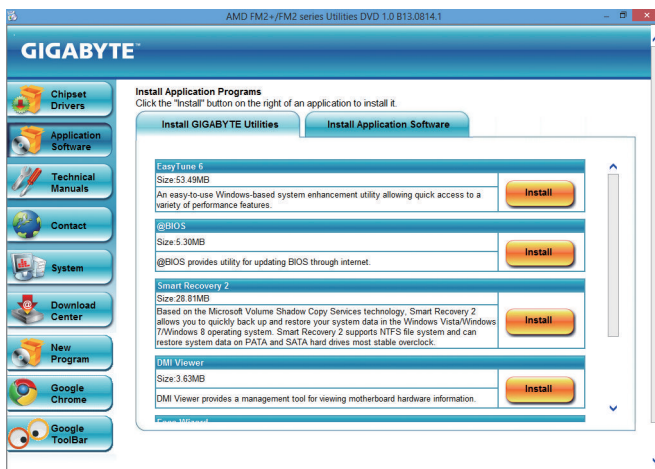 AMD FM2+/FM2 series Utilities DVD 1.0 B13.0814.1
GIGABYTE™
Chipset
Drivers
Application
Software
Technical
Manuals
Contact
System
Download
Center
New
Program
Google
Chrome
Google
ToolBar
Install Application Programs
Click the "Install" button on the right of an application to install it.
Install GIGABYTE Utilities
Install Application Software
EasyTune 6
Size:53.49MB
An easy-to-use Windows-based system enhancement utility allowing quick access to a
variety of performance features.
Install
@BIOS
Size:5.30MB
@BIOS provides utility for updating BIOS through internet.
Install
Smart Recovery 2
Size:28.81MB
Based on the Microsoft Volume Shadow Copy Services technology, Smart Recovery 2
allows you to quickly back up and restore your system data in the Windows Vista/Windows
7/Windows 8 operating system. Smart Recovery 2 supports NTFS file system and can
restore system data on PATA and SATA hard drives most stable overclock.
Install
DMI Viewer
Size:3.63MB
DMI Viewer provides a management tool for viewing motherboard hardware information.
Install